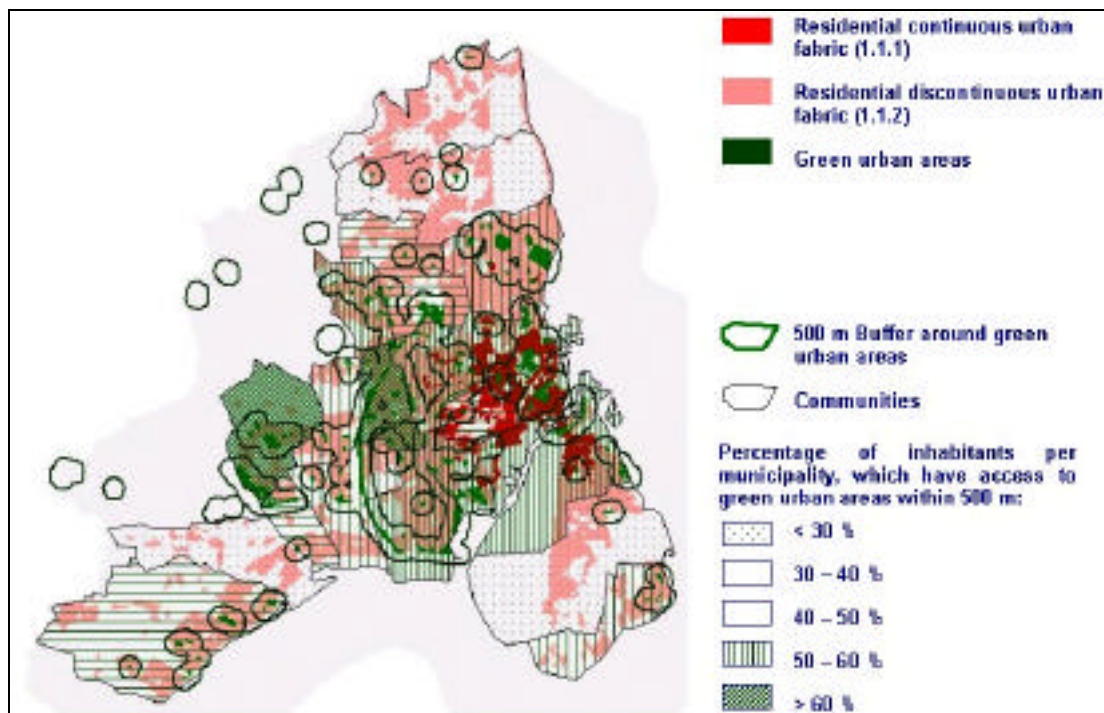 Residential continuous urban
fabric (1.1.1)
Residential discontinuous urban
fabric (1.1.2)
Green urban areas
500 m Buffer around green
urban areas
Communities
Percentage of inhabitants per
municipality, which have access to
green urban areas within 500 m:
< 30 %
30 – 40 %
40 – 50 %
50 – 60 %
> 60 %